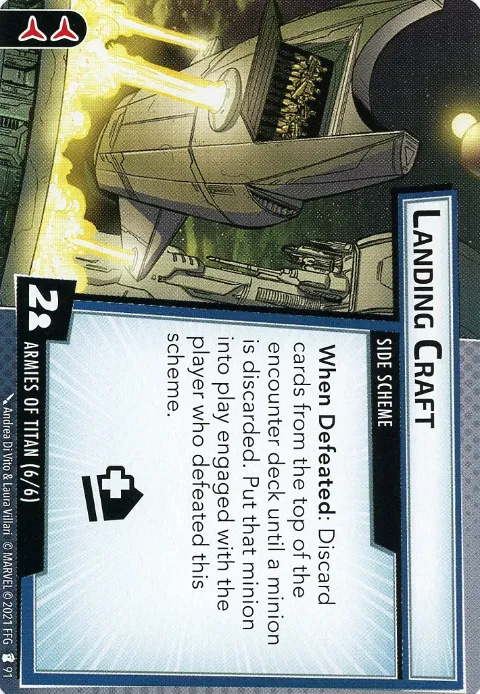 LANDING CRAFT
SIDE SCHEME
When Defeated: Discard
cards from the top of the
encounter deck until a minion
is discarded. Put that minion
into play engaged with the
player who defeated this
scheme.
2
ARMIES OF TITAN (6/6)
Andrea Di Vito & Laura Villari © MARVEL © 2021 FFG 91